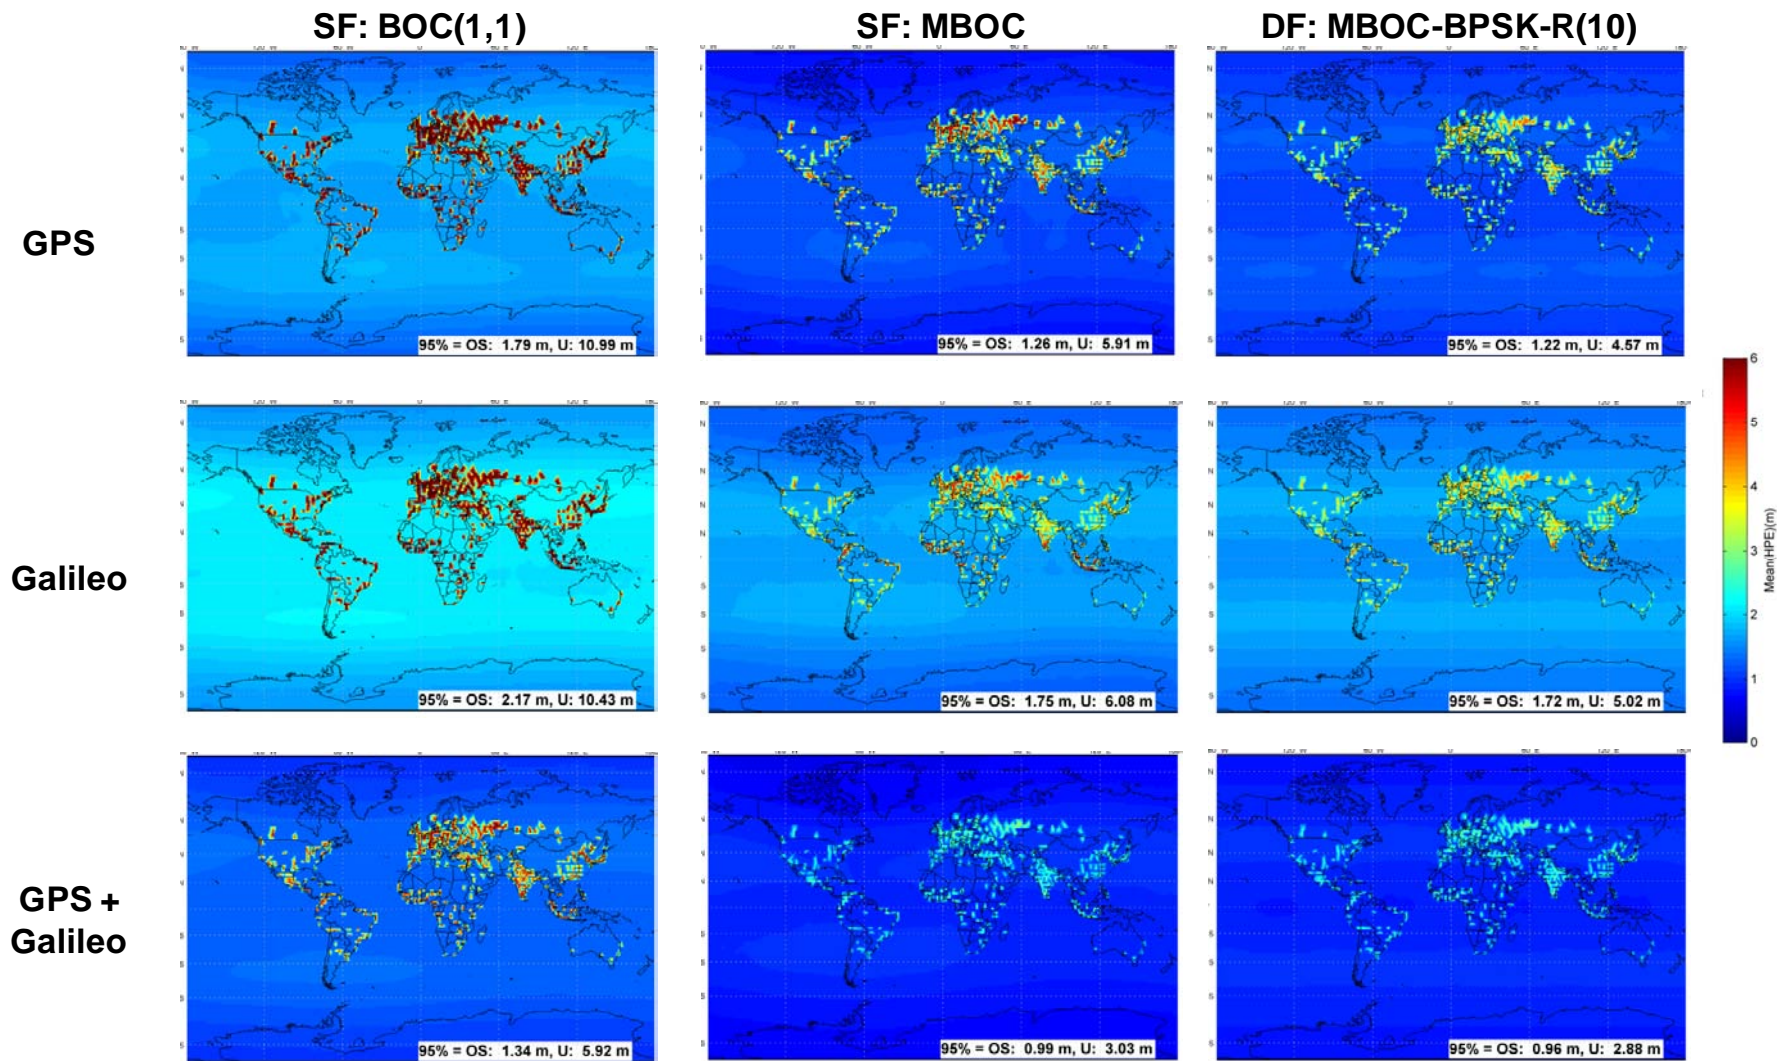 SF: BOC(1,1)
SF: MBOC
DF: MBOC-BPSK-R(10)
GPS
95% = OS: 1.79 m, U: 10.99 m
95% = OS: 1.26 m, U: 5.91 m
95% = OS: 1.22 m, U: 4.57 m
Galileo
95% = OS: 2.17 m, U: 10.43 m
95% = OS: 1.75 m, U: 6.08 m
95% = OS: 1.72 m, U: 5.02 m
GPS +
Galileo
95% = OS: 1.34 m, U: 5.92 m
95% = OS: 0.99 m, U: 3.03 m
95% = OS: 0.96 m, U: 2.88 m
6
5
4
3
2
1
0
Mean(HPE)(m)